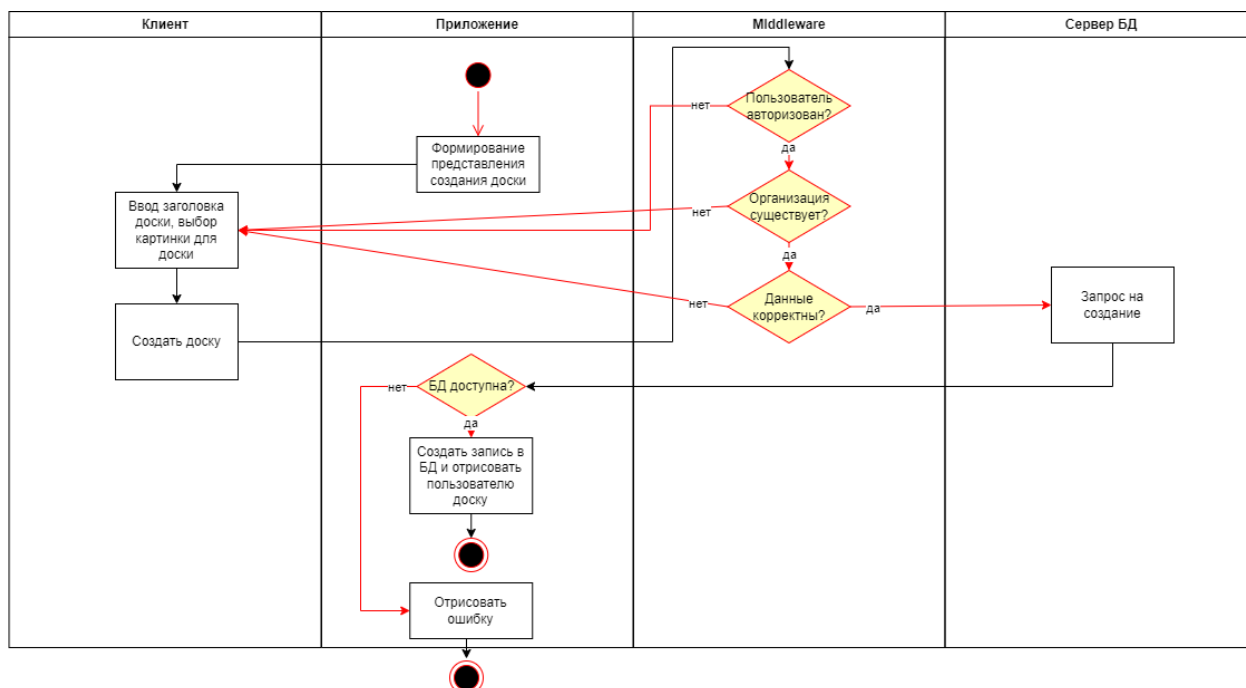 Клиент
Приложение
Middleware
Сервер БД
Формирование
представления
создания доски
Ввод заголовка
доски, выбор
картинки для
доски
Создать доску
Пользователь
авторизован?
нет
да
Организация
существует?
нет
да
Данные
корректны?
нет
да
Запрос на
создание
БД доступна?
нет
да
Создать запись в
БД и отрисовать
пользователю
доску
Отрисовать
ошибку